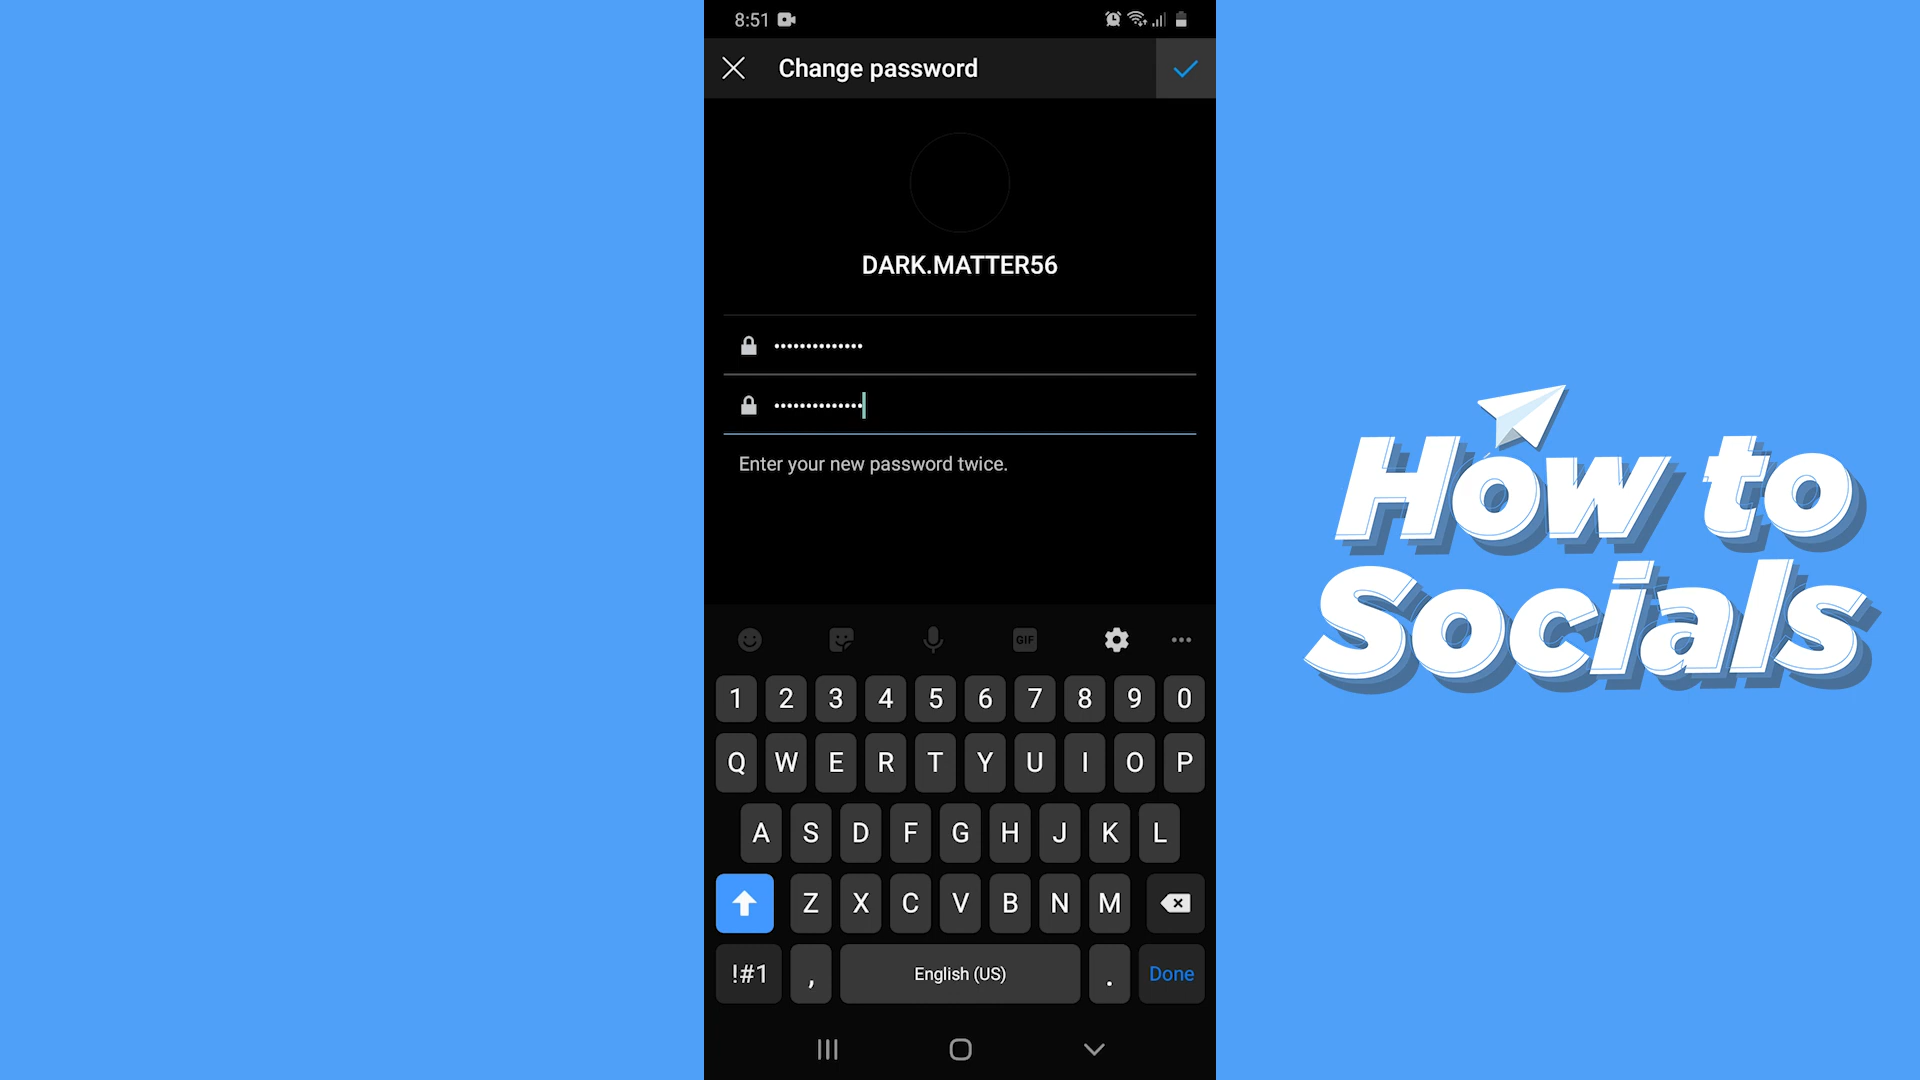 8:51
Change password
DARK.MATTER56
••••••••••••••
••••••••••••••
Enter your new password twice.
GIF
1 2 3 4 5 6 7 8 9 0
Q W E R T Y U I O P
A S D F G H J K L
Z X C V B N M
!#1 , English (US) . Done
How to
Socials